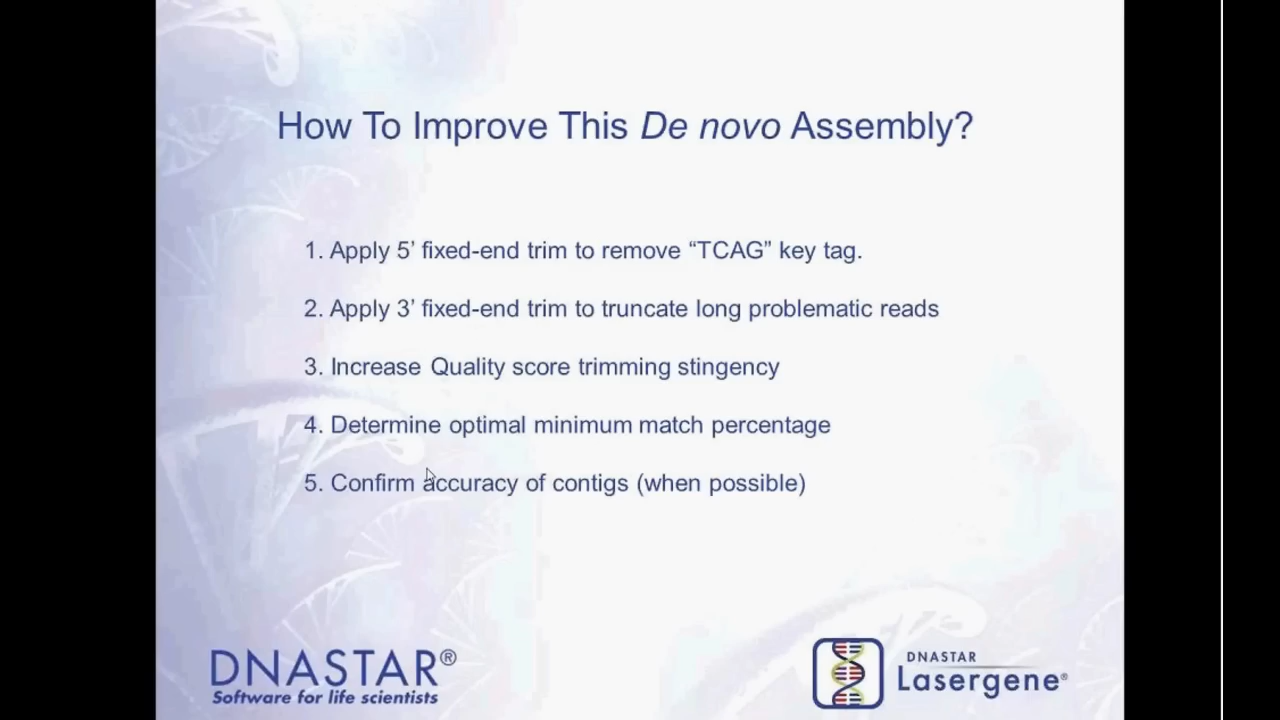 How To Improve This De novo Assembly?
1. Apply 5’ fixed-end trim to remove “TCAG” key tag.
2. Apply 3’ fixed-end trim to truncate long problematic reads
3. Increase Quality score trimming stingency
4. Determine optimal minimum match percentage
5. Confirm accuracy of contigs (when possible)
DNASTAR®
Software for life scientists
DNASTAR
Lasergene®